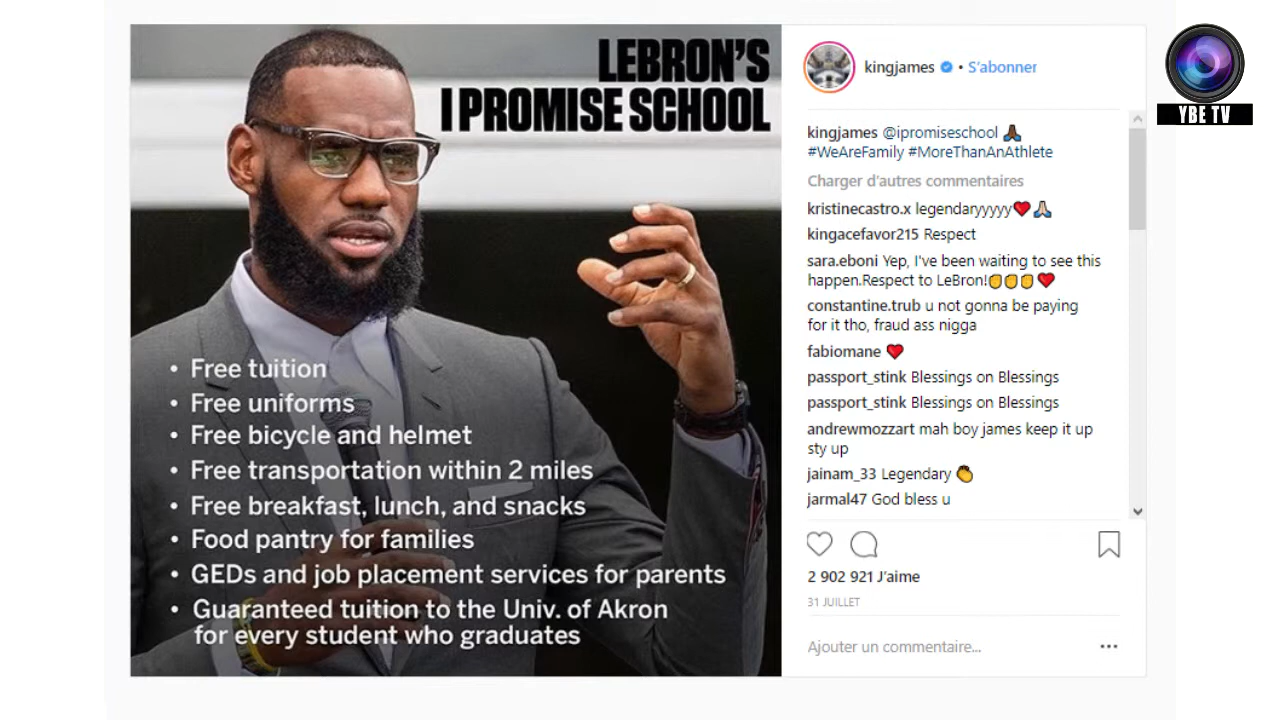 LEBRON'S
I PROMISE SCHOOL
• Free tuition
• Free uniforms
• Free bicycle and helmet
• Free transportation within 2 miles
• Free breakfast, lunch, and snacks
• Food pantry for families
• GEDs and job placement services for parents
• Guaranteed tuition to the Univ. of Akron
for every student who graduates
kingjames • S'abonner
kingjames @ipromiseschool 🙏🏾
#WeAreFamily #MoreThanAnAthlete
Charger d'autres commentaires
kristinecastro.x legendaryyyyy❤️🙏🏼
kingacefavor215 Respect
sara.eboni Yep, I've been waiting to see this
happen.Respect to LeBron!✊✊✊❤️
constantine.trub u not gonna be paying
for it tho, fraud ass nigga
fabiomane ❤️
passport_stink Blessings on Blessings
passport_stink Blessings on Blessings
andrewmozzart mah boy james keep it up
sty up
jainam_33 Legendary 👏
jarmal47 God bless u
2 902 921 J'aime
31 JUILLET
Ajouter un commentaire...
YBE TV